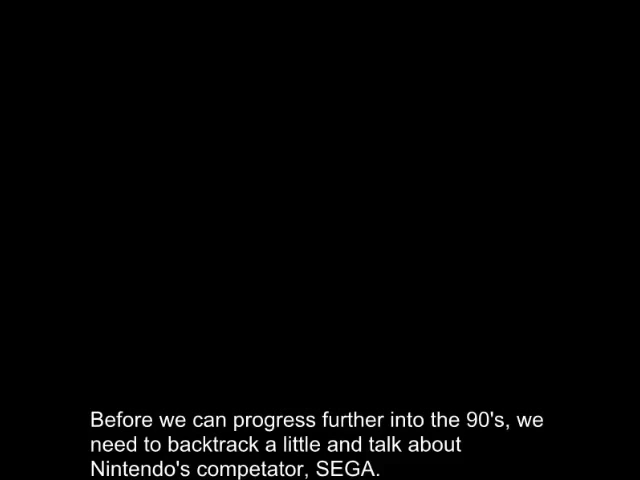 Before we can progress further into the 90's, we
need to backtrack a little and talk about
Nintendo's competator, SEGA.